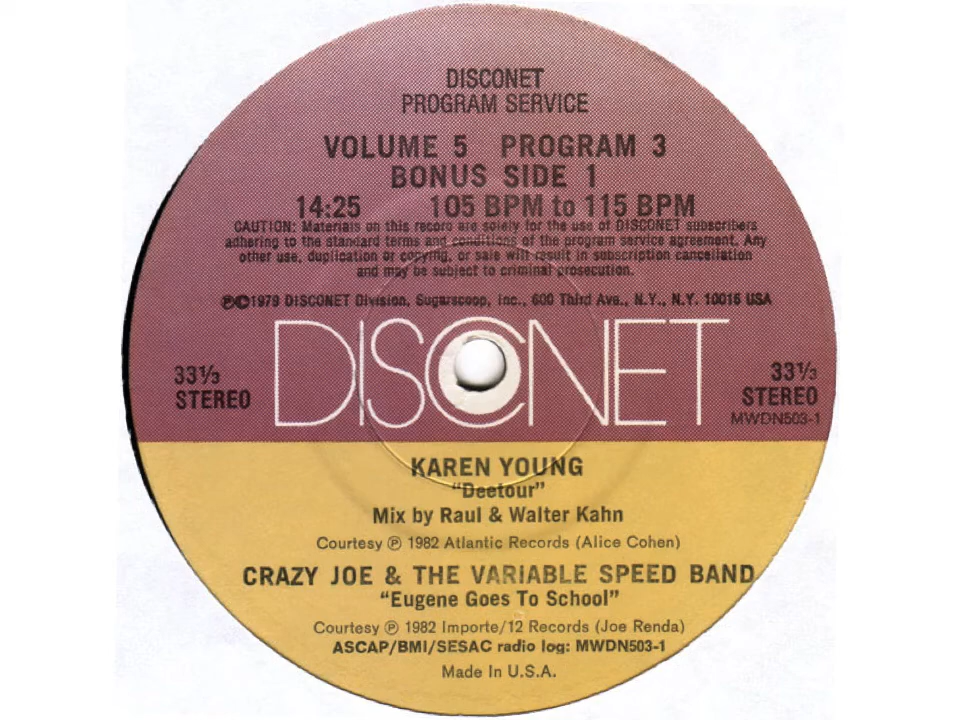 DISCONET
PROGRAM SERVICE
VOLUME 5 PROGRAM 3
BONUS SIDE 1
14:25 105 BPM to 115 BPM
CAUTION: Materials on this record are solely for the use of DISCONET subscribers
adhering to the standard terms and conditions of the program service agreement. Any
other use, duplication or copying, or sale will result in subscription cancellation
and may be subject to criminal prosecution.
℗©1979 DISCONET Division, Sugarscoop, Inc., 600 Third Ave., N.Y., N.Y. 10016 USA
DISCONET
33⅓
STEREO
33⅓
STEREO
MWDN503-1
KAREN YOUNG
"Deetour"
Mix by Raul & Walter Kahn
Courtesy ℗ 1982 Atlantic Records (Alice Cohen)
CRAZY JOE & THE VARIABLE SPEED BAND
"Eugene Goes To School"
Courtesy ℗ 1982 Importe/12 Records (Joe Renda)
ASCAP/BMI/SESAC radio log: MWDN503-1
Made In U.S.A.